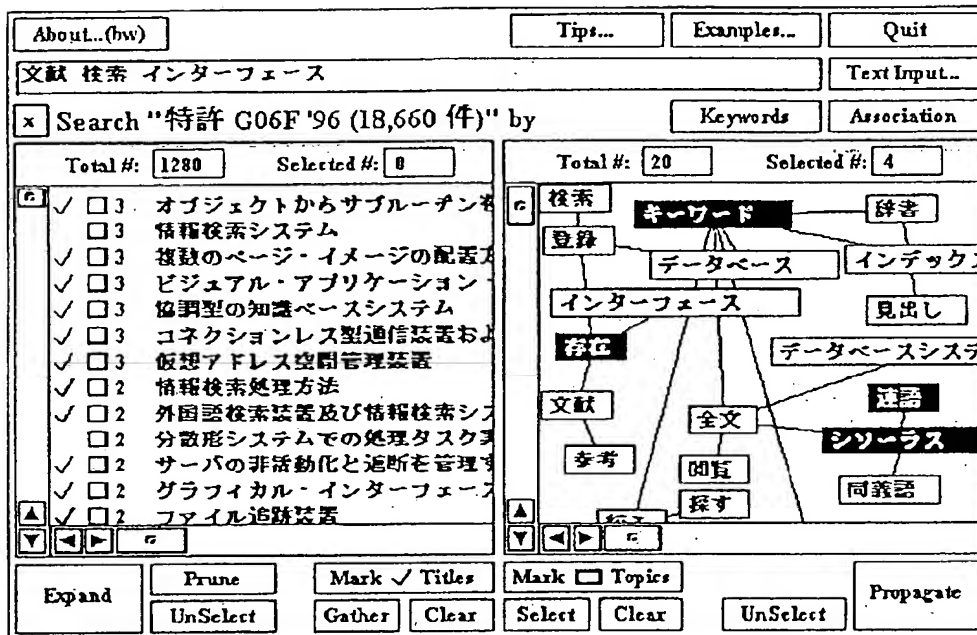 About...(bw) Tips... Examples... Quit
文献 検索 インターフェース Text Input...
× Search "特許 G06F '96 (18,660 件)" by Keywords Association
Total #: 1280 Selected #: 0
3 オブジェクトからサブルーチンを
3 情報検索システム
3 複数のページ・イメージの配置方
3 ビジュアル・アプリケーション
3 協調型の知識ベースシステム
3 コネクションレス型通信装置およ
3 仮想アドレス空間管理装置
2 情報検索処理方法
2 外国語検索装置及び情報検索シス
2 分散形システムでの処理タスク実
2 サーバの非活動化と遮断を管理す
2 グラフィカル・インターフェース
2 ファイル追跡装置
Total #: 20 Selected #: 4
検索
キーワード
辞書
登録
データベース
インデックス
インターフェース
見出し
存在
データベースシステ
文献
全文
連語
シソーラス
参考
閲覧
同義語
探す
Expand Prune Mark ✓ Titles Mark □ Topics Propagate
UnSelect Gather Clear Select Clear UnSelect